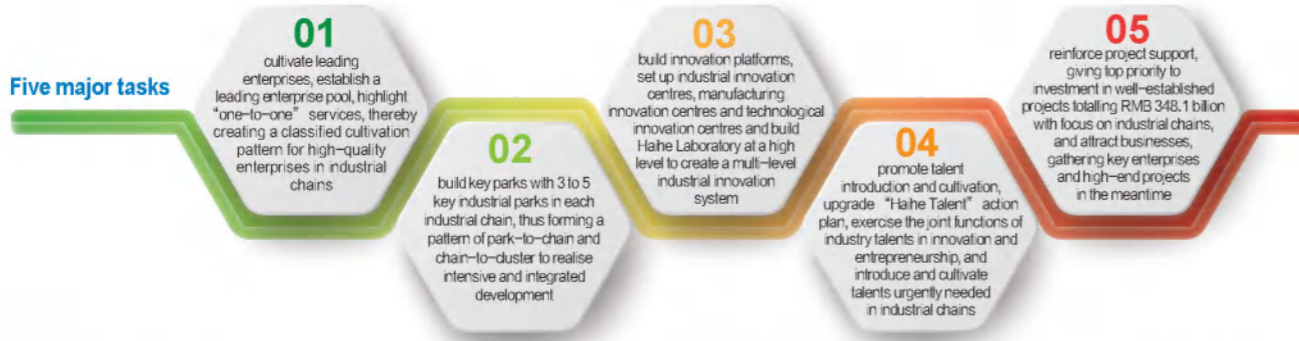 Five major tasks
01
cultivate leading
enterprises, establish a
leading enterprise pool, highlight
“one-to-one” services, thereby
creating a classified cultivation
pattern for high-quality
enterprises in industrial
chains
02
build key parks with 3 to 5
key industrial parks in each
industrial chain, thus forming a
pattern of park-to-chain and
chain-to-cluster to realise
intensive and integrated
development
03
build innovation platforms,
set up industrial innovation
centres, manufacturing
innovation centres and technological
innovation centres and build
Haihe Laboratory at a high
level to create a multi-level
industrial innovation
system
04
promote talent
introduction and cultivation,
upgrade “Haihe Talent” action
plan, exercise the joint functions of
industry talents in innovation and
entrepreneurship, and
introduce and cultivate
talents urgently needed
in industrial chains
05
reinforce project support,
giving top priority to
investment in well-established
projects totalling RMB 348.1 billion
with focus on industrial chains,
and attract businesses,
gathering key enterprises
and high-end projects
in the meantime